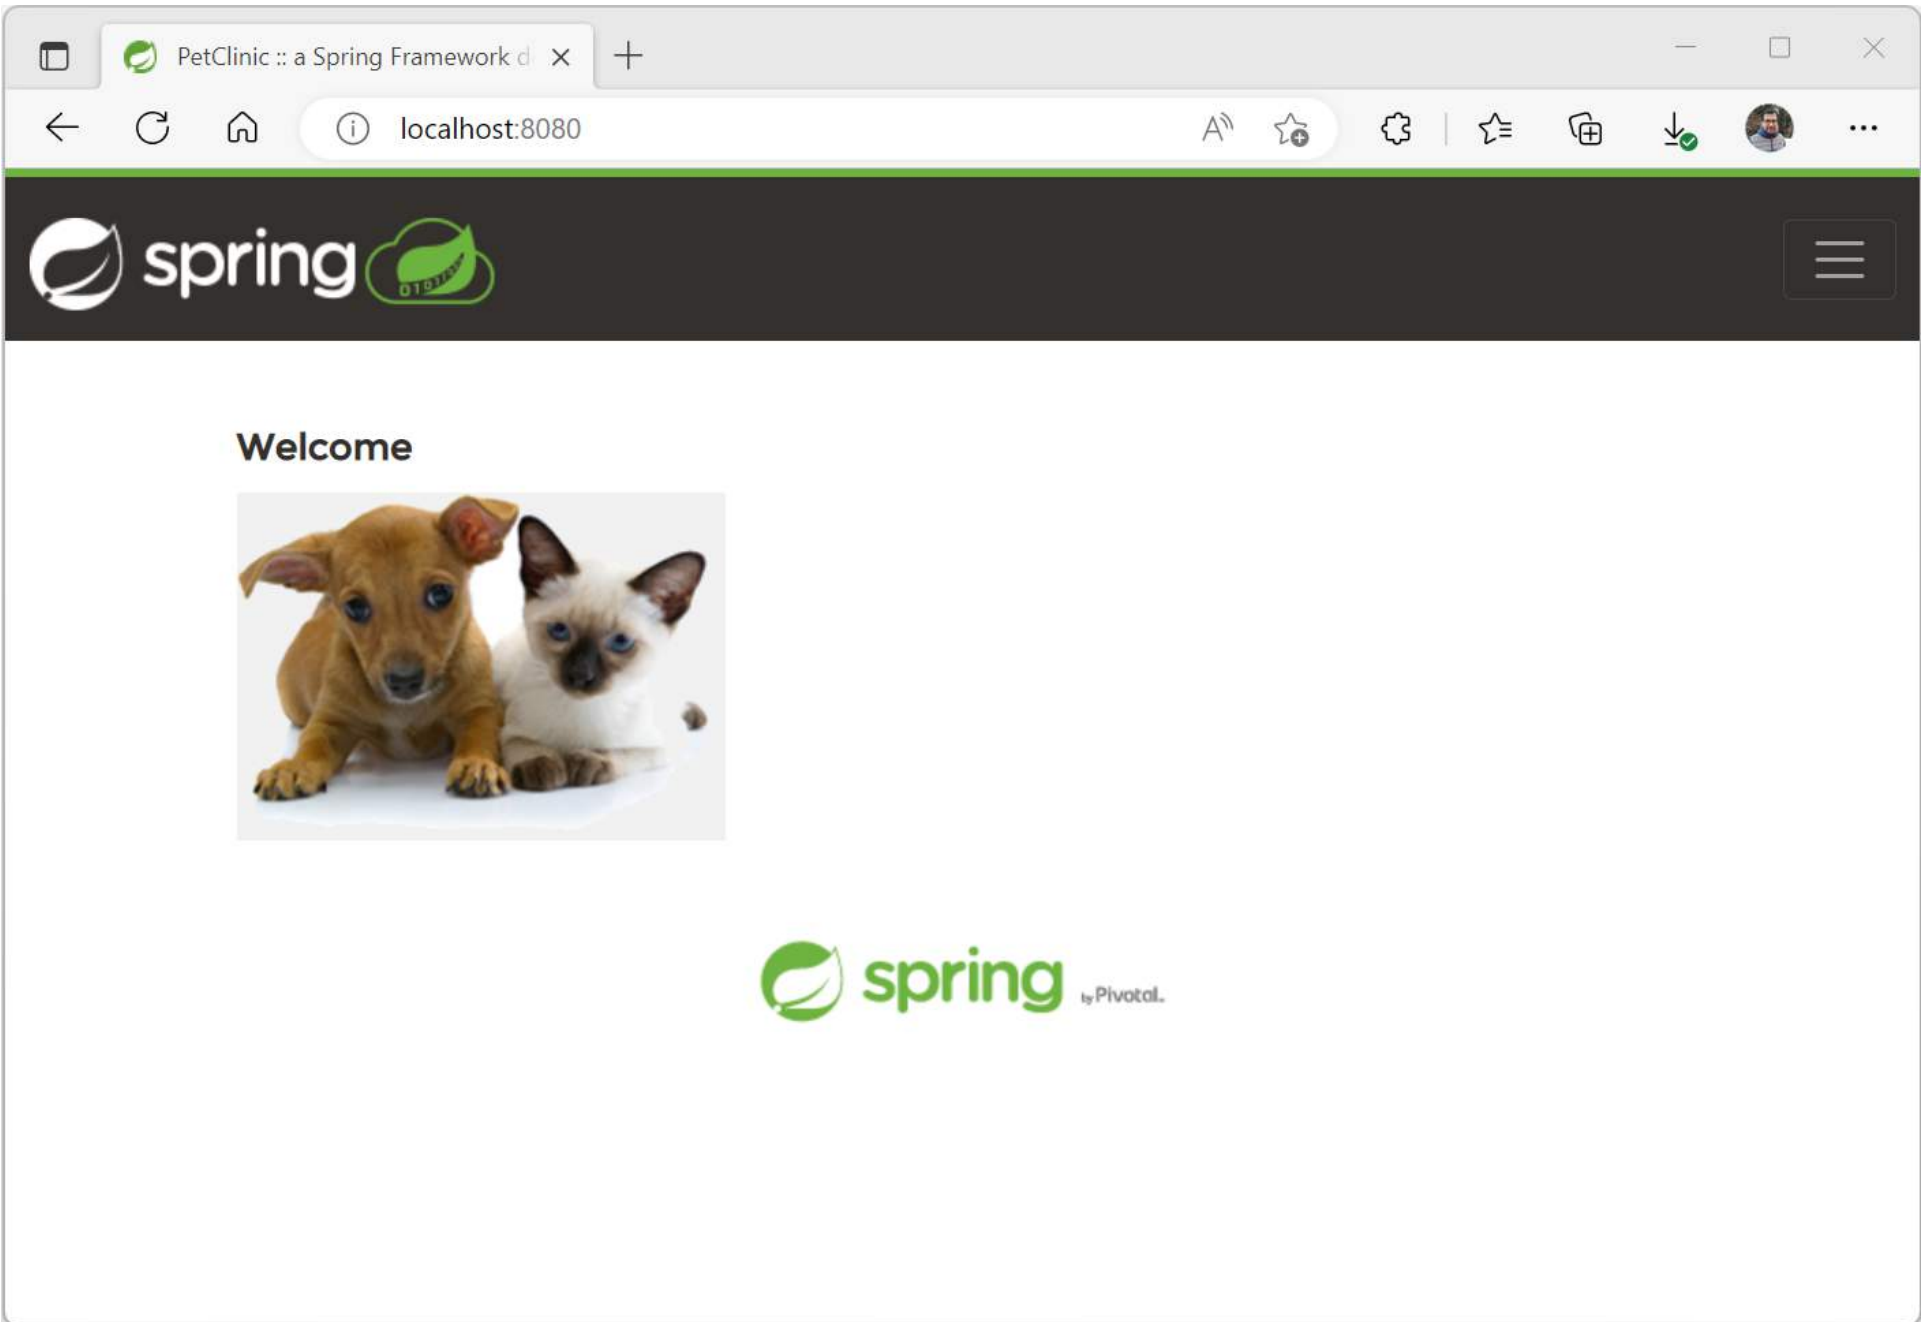 PetClinic :: a Spring Framework d
localhost:8080
spring
Welcome
spring by Pivotal